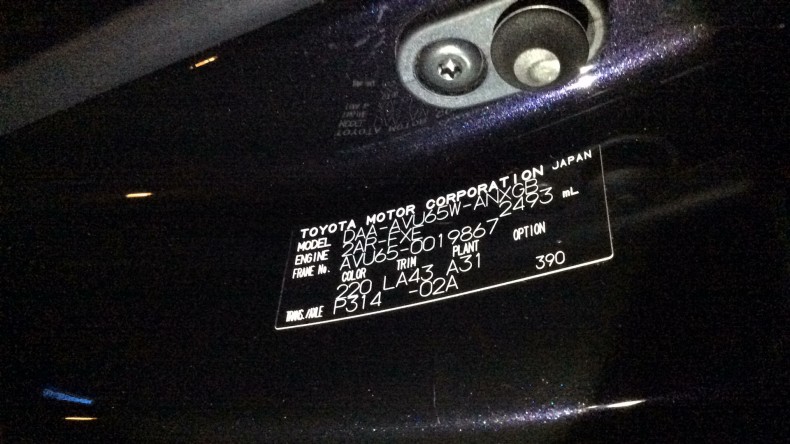 TOYOTA MOTOR CORPORATION JAPAN
MODEL DAA-AVU65W-ANXGB
ENGINE 2AR-FXE 2493 mL
FRAME No. AVU65-0019867
COLOR TRIM PLANT OPTION
220 LA43 A31 390
TRANS./AXLE P314 -02A